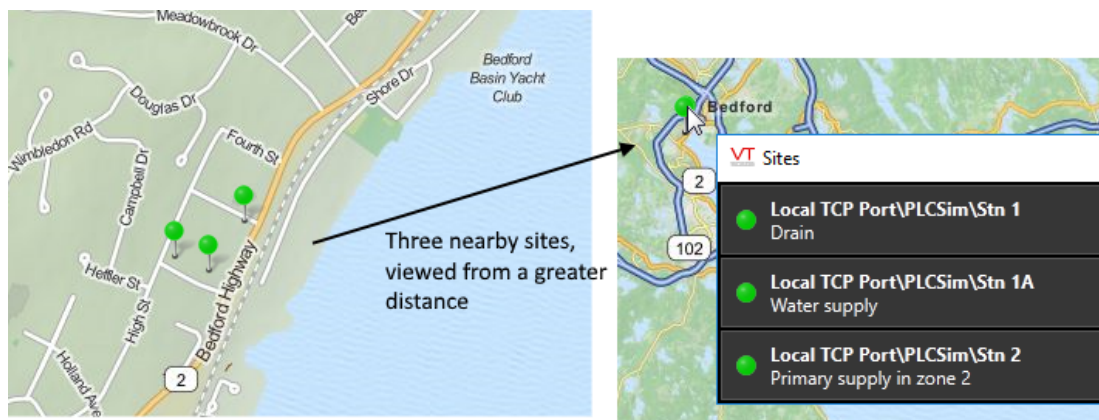 Meadowbrook Dr
Be
Bedford
Basin Yacht
Club
Shore Dr
Douglas Dr
Wimbledon Rd
Fourth St
Campbell Dr
Heffler St
High St
Bedford Highway
Holland Ave
2
Three nearby sites,
viewed from a greater
distance
Bedford
2
102
VT Sites
Local TCP Port\PLCSim\Stn 1
Drain
Local TCP Port\PLCSim\Stn 1A
Water supply
Local TCP Port\PLCSim\Stn 2
Primary supply in zone 2